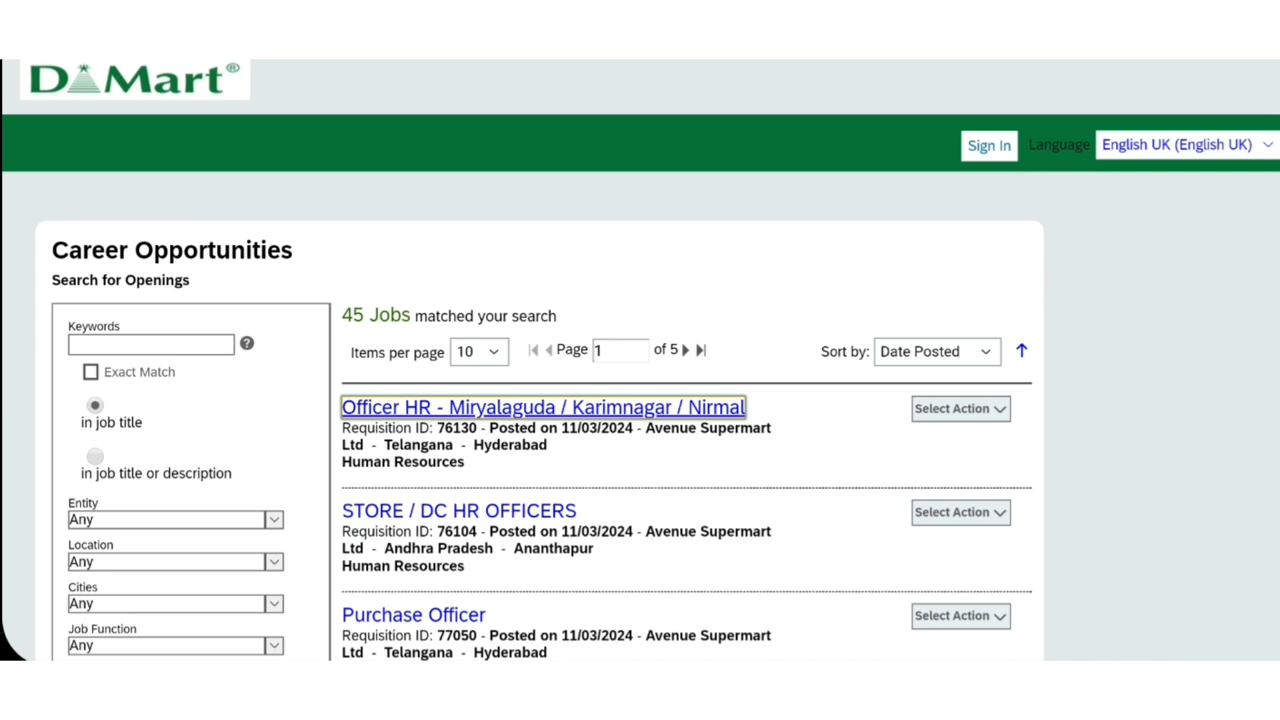 D Mart®
Sign In Language English UK (English UK)
Career Opportunities
Search for Openings
Keywords
?
Exact Match
in job title
in job title or description
Entity
Any
Location
Any
Cities
Any
Job Function
Any
45 Jobs matched your search
Items per page 10 Page 1 of 5 Sort by: Date Posted
Officer HR - Miryalaguda / Karimnagar / Nirmal Select Action
Requisition ID: 76130 - Posted on 11/03/2024 - Avenue Supermart
Ltd - Telangana - Hyderabad
Human Resources
STORE / DC HR OFFICERS Select Action
Requisition ID: 76104 - Posted on 11/03/2024 - Avenue Supermart
Ltd - Andhra Pradesh - Ananthapur
Human Resources
Purchase Officer Select Action
Requisition ID: 77050 - Posted on 11/03/2024 - Avenue Supermart
Ltd - Telangana - Hyderabad